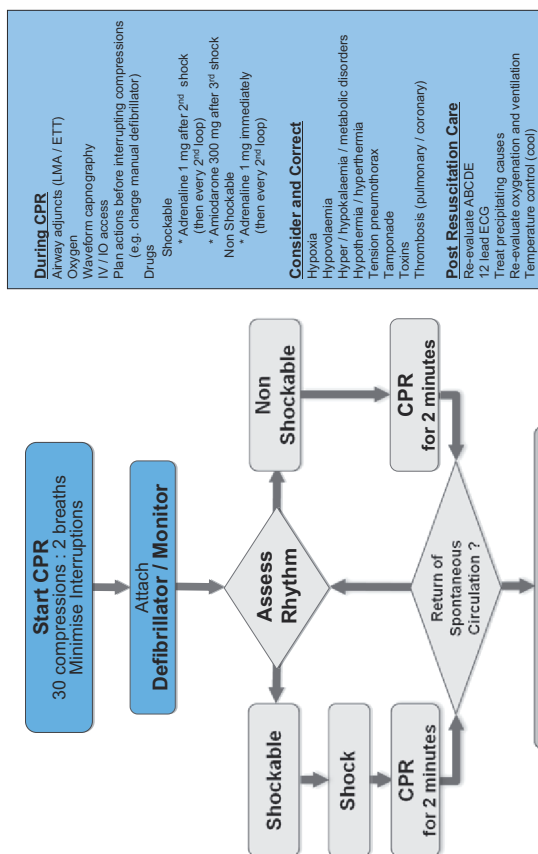 Start CPR
30 compressions : 2 breaths
Minimise Interruptions
Attach
Defibrillator / Monitor
Assess
Rhythm
Shockable
Non
Shockable
Shock
CPR
for 2 minutes
CPR
for 2 minutes
Return of
Spontaneous
Circulation ?
During CPR
Airway adjuncts (LMA / ETT)
Oxygen
Waveform capnography
IV / IO access
Plan actions before interrupting compressions
(e.g. charge manual defibrillator)
Drugs
Shockable
* Adrenaline 1 mg after 2nd shock
(then every 2nd loop)
* Amiodarone 300 mg after 3rd shock
Non Shockable
* Adrenaline 1 mg immediately
(then every 2nd loop)
Consider and Correct
Hypoxia
Hypovolaemia
Hyper / hypokalaemia / metabolic disorders
Hypothermia / hyperthermia
Tension pneumothorax
Tamponade
Toxins
Thrombosis (pulmonary / coronary)
Post Resuscitation Care
Re-evaluate ABCDE
12 lead ECG
Treat precipitating causes
Re-evaluate oxygenation and ventilation
Temperature control (cool)